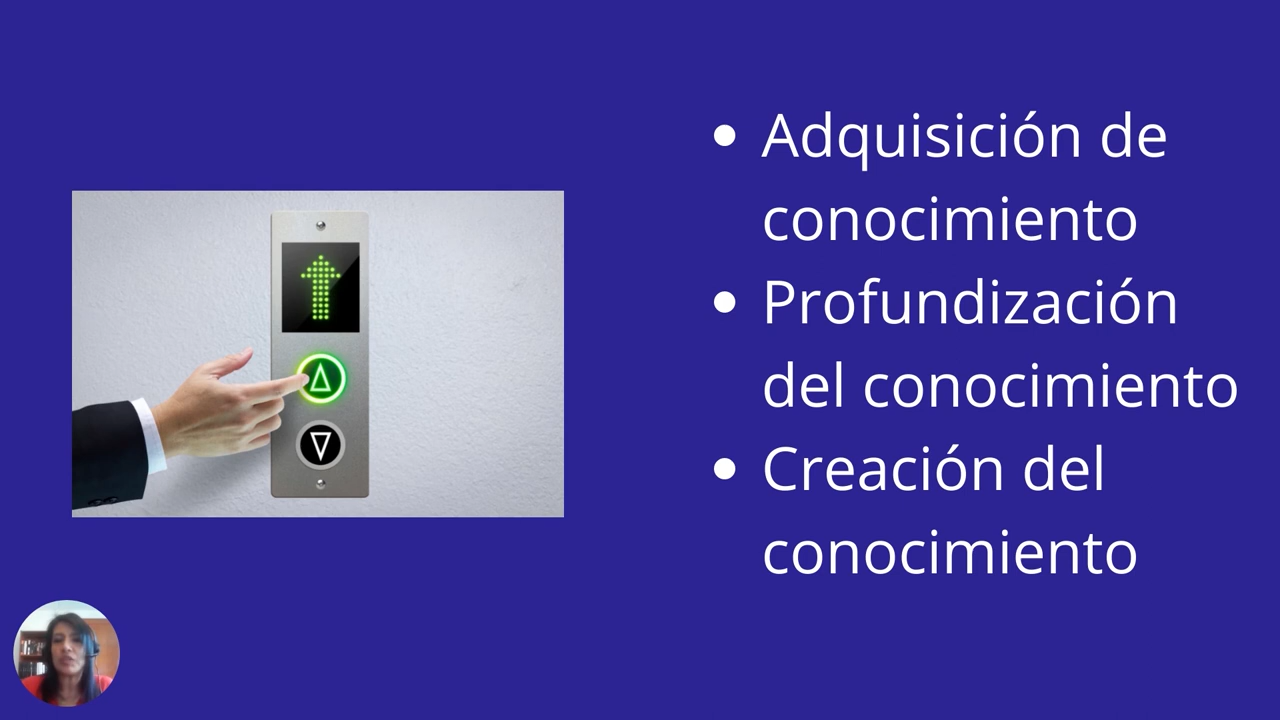 • Adquisición de
conocimiento
• Profundización
del conocimiento
• Creación del
conocimiento